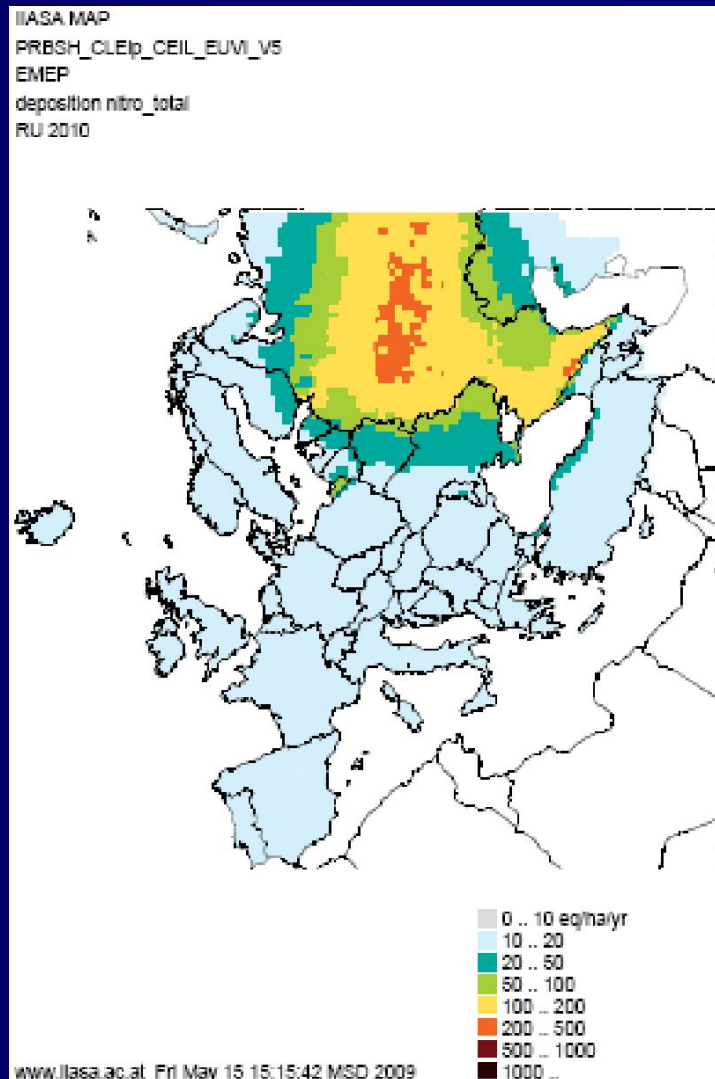 IIASA MAP
PRBSH_CLEIp_CEIL_EUVI_V5
EMEP
deposition nitro_total
RU 2010
0 .. 10 eq/ha/yr
10 .. 20
20 .. 50
50 .. 100
100 .. 200
200 .. 500
500 .. 1000
1000 ..
www.iiasa.ac.at Fri May 15 15:15:42 MSD 2009